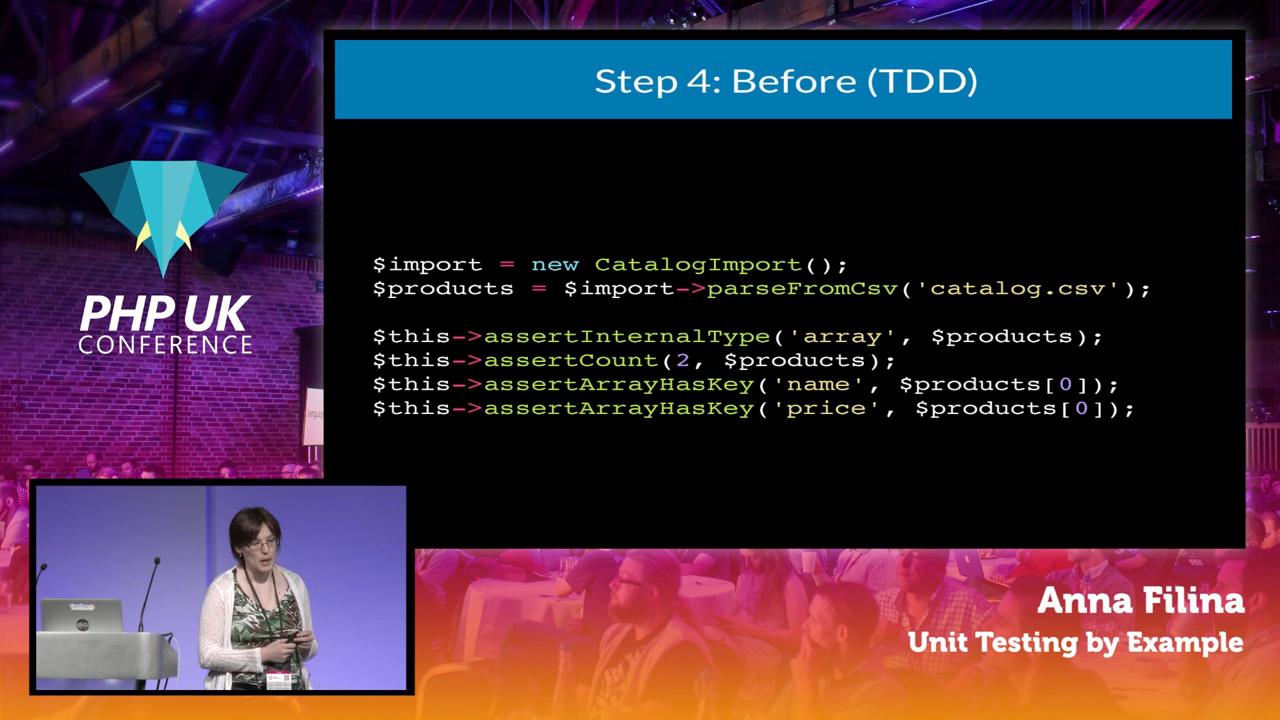 Step 4: Before (TDD)
$import = new CatalogImport();
$products = $import->parseFromCsv('catalog.csv');
$this->assertInternalType('array', $products);
$this->assertCount(2, $products);
$this->assertArrayHasKey('name', $products[0]);
$this->assertArrayHasKey('price', $products[0]);
PHP UK
CONFERENCE
Anna Filina
Unit Testing by Example